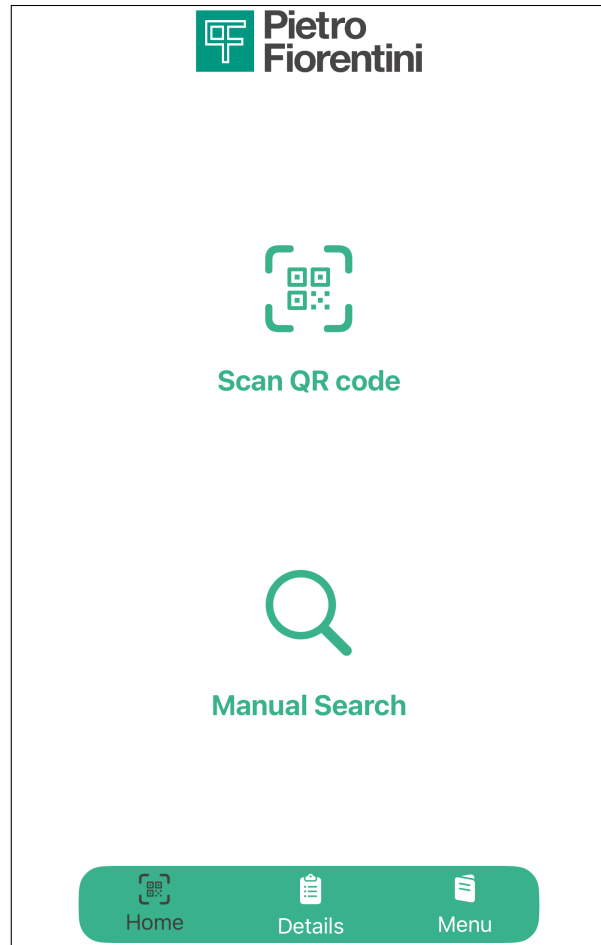 Pietro
Fiorentini
Scan QR code
Manual Search
Home
Details
Menu